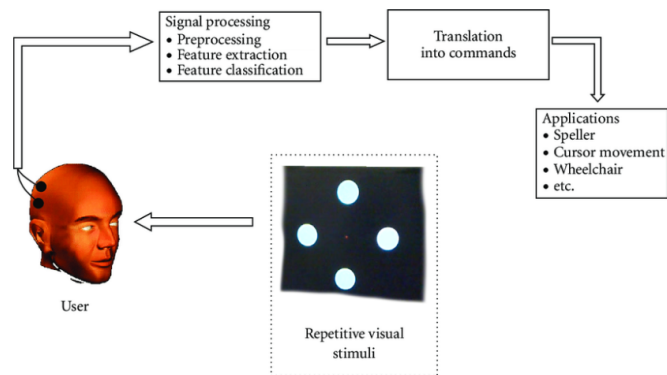 Signal processing
• Preprocessing
• Feature extraction
• Feature classification
Translation
into commands
Applications
• Speller
• Cursor movement
• Wheelchair
• etc.
User
Repetitive visual
stimuli